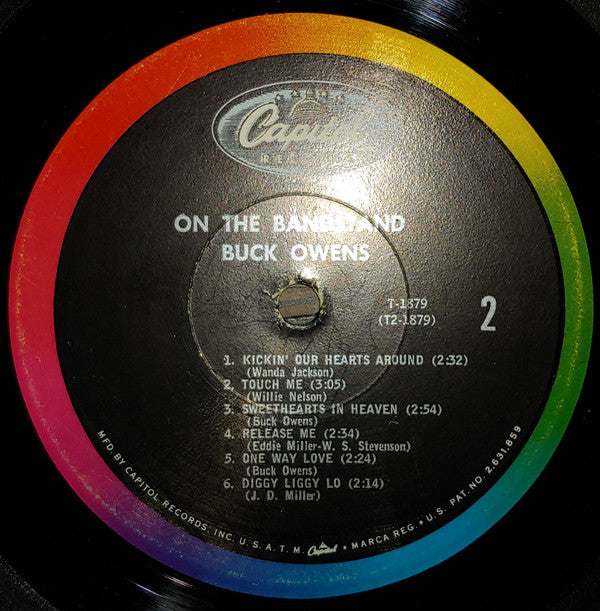 Capitol
RECORDS
ON THE BANDSTAND
BUCK OWENS
T-1879
(T2-1879)
2
1. KICKIN' OUR HEARTS AROUND (2:32)
(Wanda Jackson)
2. TOUCH ME (3:05)
(Willie Nelson)
3. SWEETHEARTS IN HEAVEN (2:54)
(Buck Owens)
4. RELEASE ME (2:34)
(Eddie Miller-W. S. Stevenson)
5. ONE WAY LOVE (2:24)
(Buck Owens)
6. DIGGY LIGGY LO (2:14)
(J. D. Miller)
MFD BY CAPITOL RECORDS, INC. U.S.A. T.M. Capitol • MARCA REG. • U.S. PAT. NO. 2,631,859